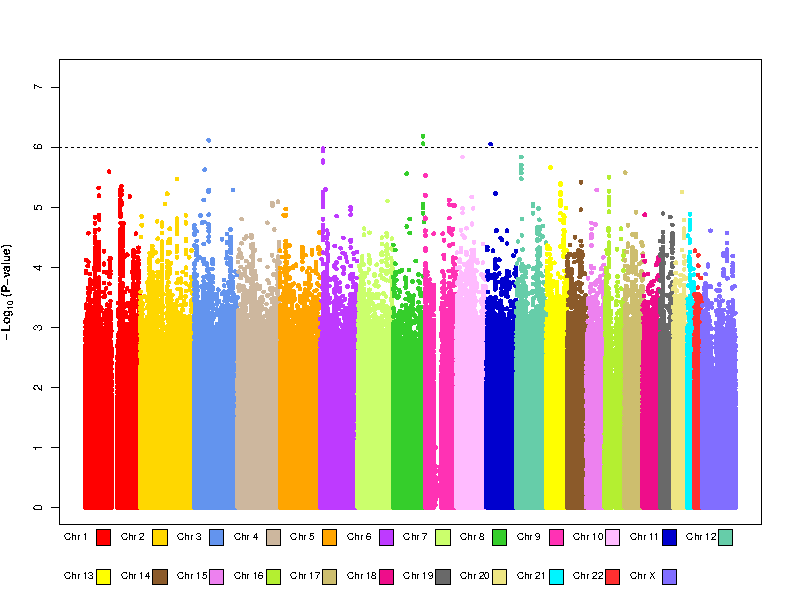 7
6
5
4
3
2
1
0
−Log10 (P−value)
Chr 1 Chr 2 Chr 3 Chr 4 Chr 5 Chr 6 Chr 7 Chr 8 Chr 9 Chr 10 Chr 11 Chr 12
Chr 13 Chr 14 Chr 15 Chr 16 Chr 17 Chr 18 Chr 19 Chr 20 Chr 21 Chr 22 Chr X